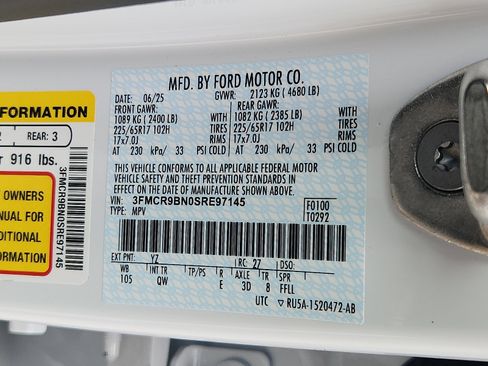 MFD. BY FORD MOTOR CO.
DATE: 06/25 GVWR: 2123 KG ( 4680 LB)
FRONT GAWR: REAR GAWR:
1089 KG ( 2400 LB) 1082 KG ( 2385 LB)
225/65R17 102H TIRES 225/65R17 102H TIRES
17x7.0J RIMS 17x7.0J RIMS
AT 230 kPa/ 33 PSI COLD AT 230 kPa/ 33 PSI COLD
THIS VEHICLE CONFORMS TO ALL APPLICABLE FEDERAL MOTOR
VEHICLE SAFETY AND THEFT PREVENTION STANDARDS IN
EFFECT ON THE DATE OF MANUFACTURE SHOWN ABOVE.
VIN: 3FMCR9BN0SRE97145 F0100
TYPE: MPV T0292
EXT PNT: YZ RC: 27 DSO:
WB INT TR TP/PS R AXLE TR SPR
105 QW E 3D 8 FFLL
UTC RU5A-1520472-AB
FORMATION
2 REAR: 3
r 916 lbs.
OWNERS
NUAL FOR
DITIONAL
ORMATION
3FMCR9BN0SRE97145